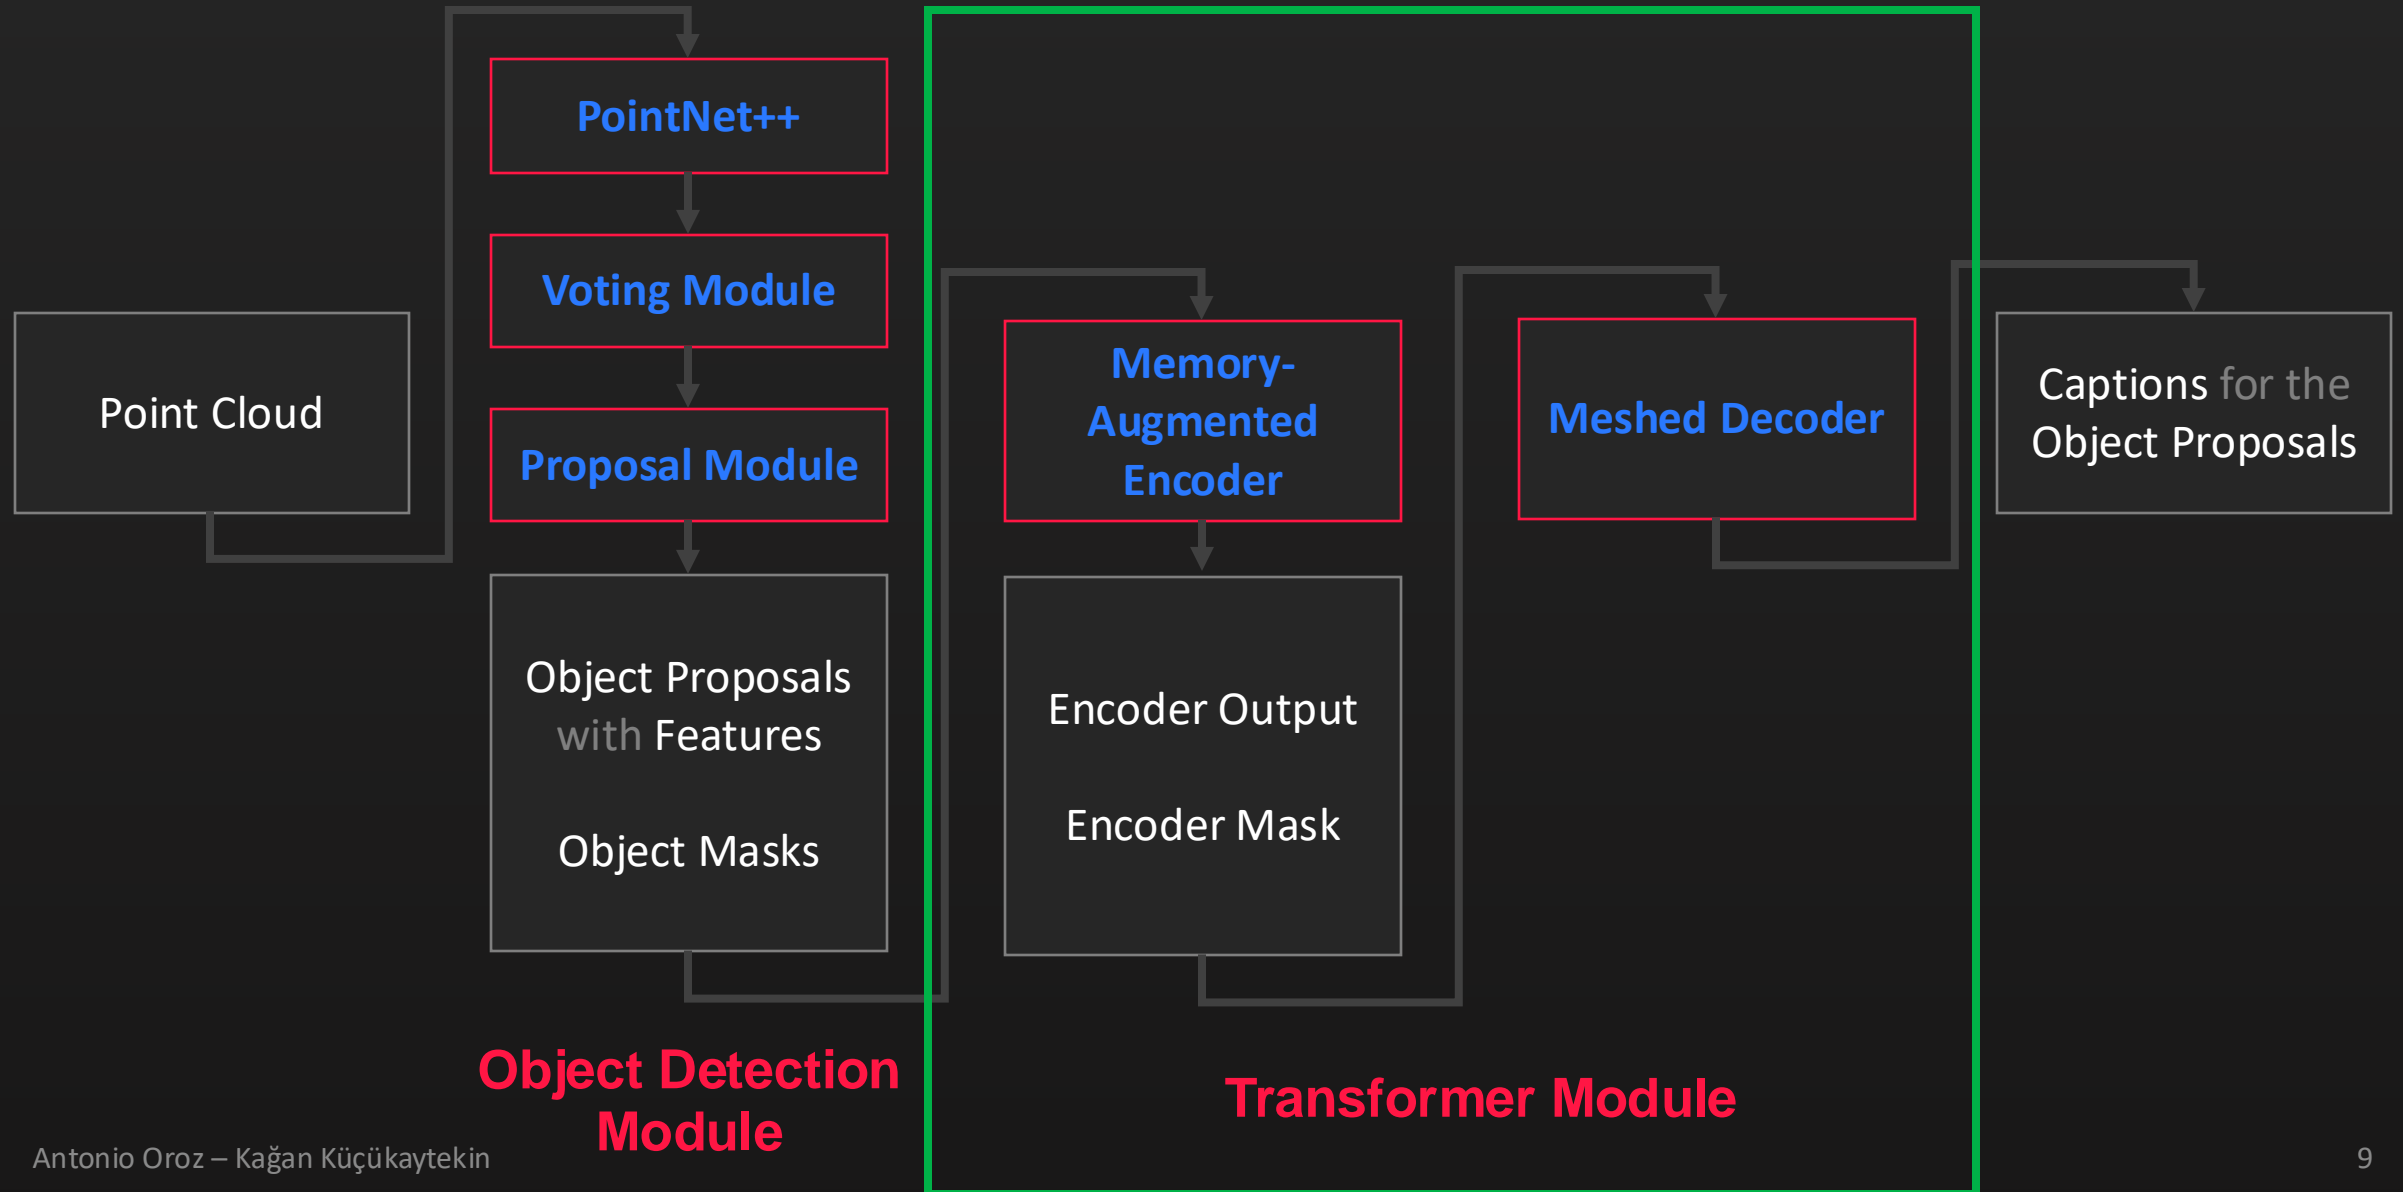 PointNet++
Voting Module
Proposal Module
Point Cloud
Object Proposals
with Features
Object Masks
Object Detection
Module
Memory-
Augmented
Encoder
Encoder Output
Encoder Mask
Meshed Decoder
Transformer Module
Captions for the
Object Proposals
Antonio Oroz – Kağan Küçükaytekin
9